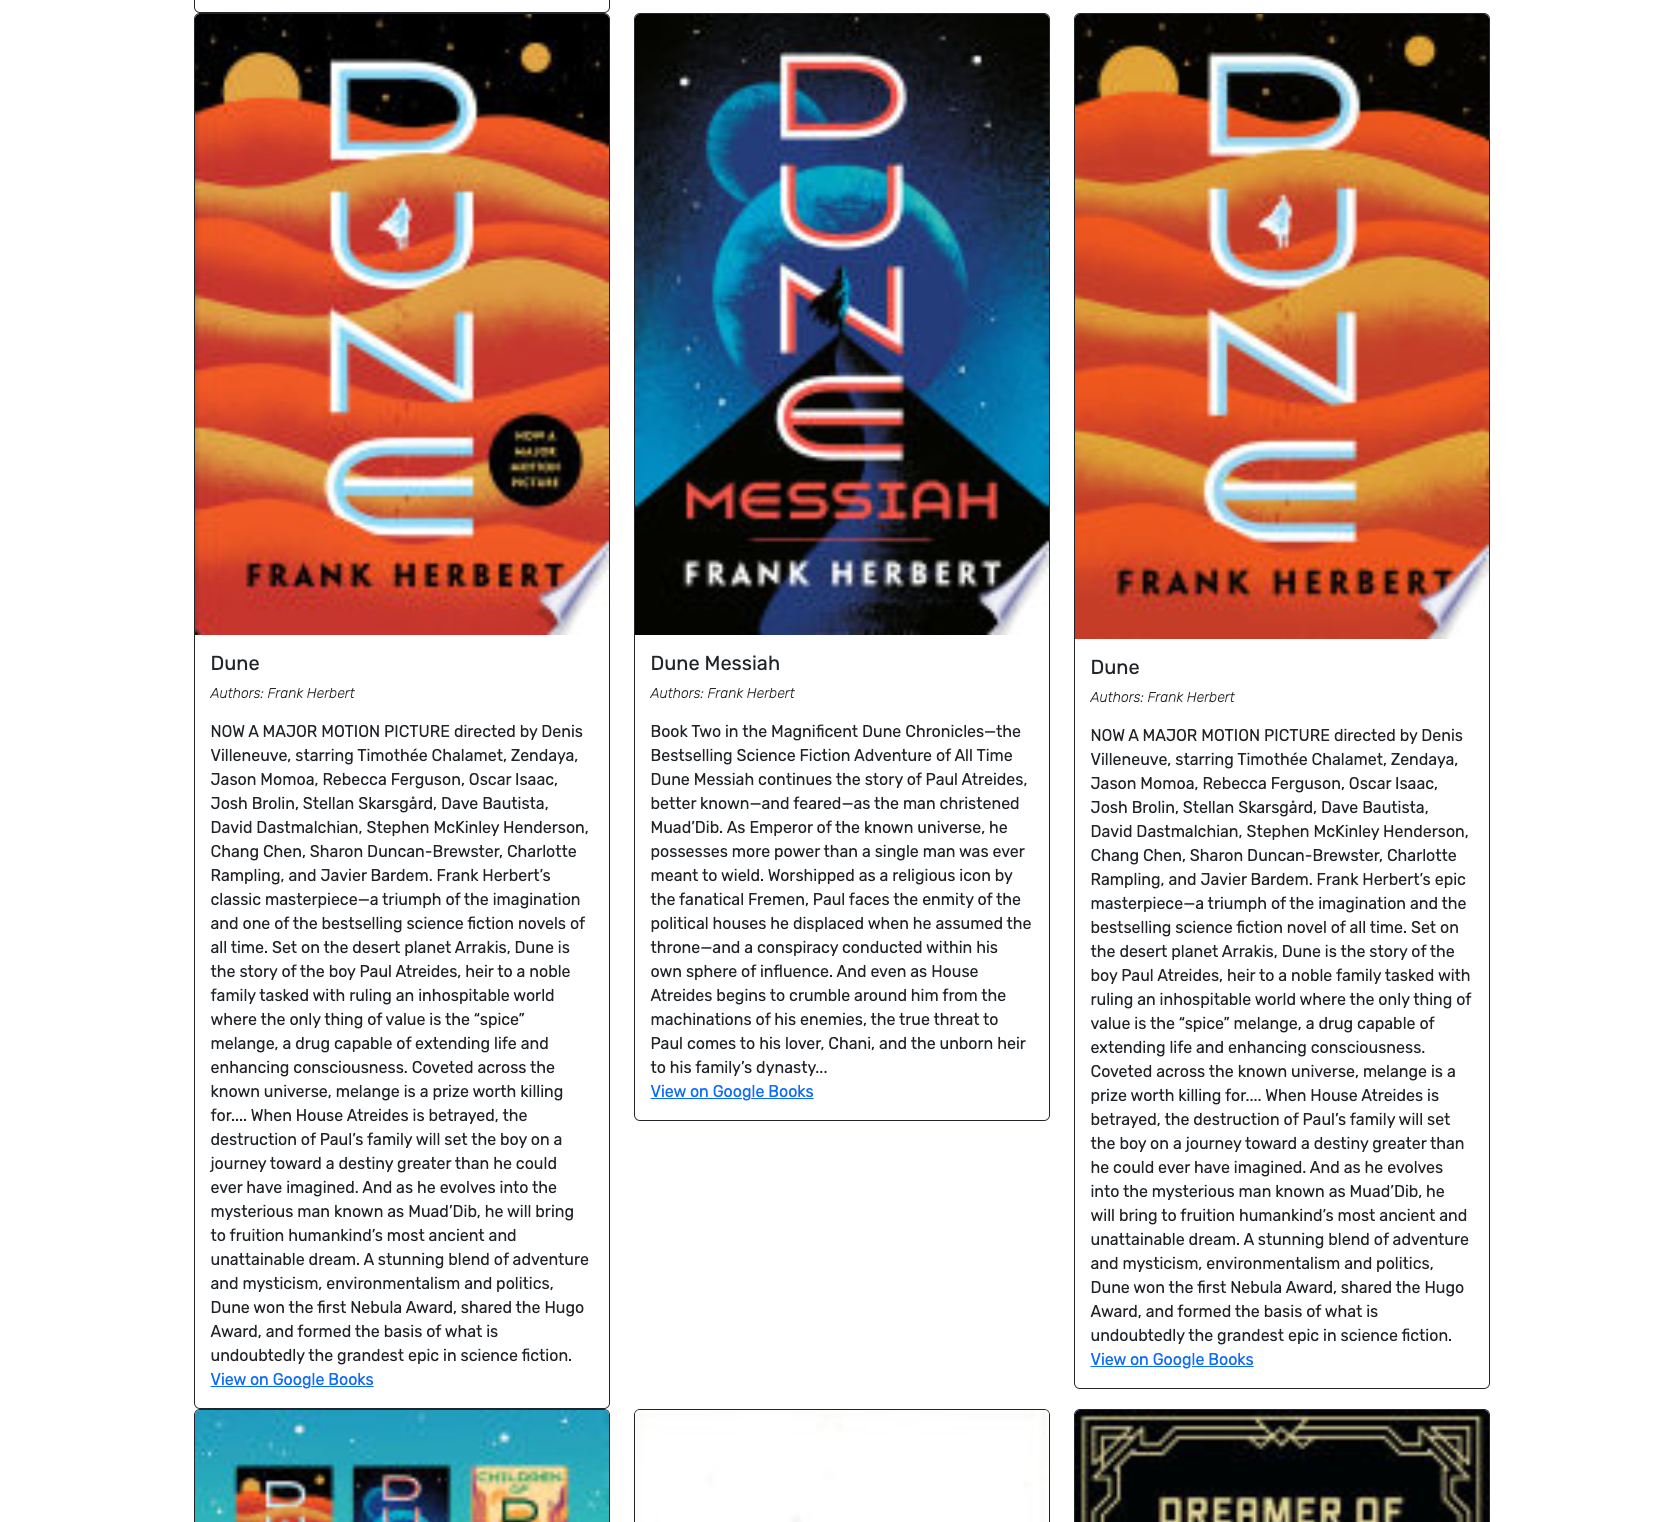 DUNE
NOW A
MAJOR
MOTION
PICTURE
FRANK HERBERT
Dune
Authors: Frank Herbert
NOW A MAJOR MOTION PICTURE directed by Denis
Villeneuve, starring Timothée Chalamet, Zendaya,
Jason Momoa, Rebecca Ferguson, Oscar Isaac,
Josh Brolin, Stellan Skarsgård, Dave Bautista,
David Dastmalchian, Stephen McKinley Henderson,
Chang Chen, Sharon Duncan-Brewster, Charlotte
Rampling, and Javier Bardem. Frank Herbert’s
classic masterpiece—a triumph of the imagination
and one of the bestselling science fiction novels of
all time. Set on the desert planet Arrakis, Dune is
the story of the boy Paul Atreides, heir to a noble
family tasked with ruling an inhospitable world
where the only thing of value is the “spice”
melange, a drug capable of extending life and
enhancing consciousness. Coveted across the
known universe, melange is a prize worth killing
for.... When House Atreides is betrayed, the
destruction of Paul’s family will set the boy on a
journey toward a destiny greater than he could
ever have imagined. And as he evolves into the
mysterious man known as Muad’Dib, he will bring
to fruition humankind’s most ancient and
unattainable dream. A stunning blend of adventure
and mysticism, environmentalism and politics,
Dune won the first Nebula Award, shared the Hugo
Award, and formed the basis of what is
undoubtedly the grandest epic in science fiction.
View on Google Books
DUNE
MESSIAH
FRANK HERBERT
Dune Messiah
Authors: Frank Herbert
Book Two in the Magnificent Dune Chronicles—the
Bestselling Science Fiction Adventure of All Time
Dune Messiah continues the story of Paul Atreides,
better known—and feared—as the man christened
Muad’Dib. As Emperor of the known universe, he
possesses more power than a single man was ever
meant to wield. Worshipped as a religious icon by
the fanatical Fremen, Paul faces the enmity of the
political houses he displaced when he assumed the
throne—and a conspiracy conducted within his
own sphere of influence. And even as House
Atreides begins to crumble around him from the
machinations of his enemies, the true threat to
Paul comes to his lover, Chani, and the unborn heir
to his family’s dynasty...
View on Google Books
DUNE
FRANK HERBERT
Dune
Authors: Frank Herbert
NOW A MAJOR MOTION PICTURE directed by Denis
Villeneuve, starring Timothée Chalamet, Zendaya,
Jason Momoa, Rebecca Ferguson, Oscar Isaac,
Josh Brolin, Stellan Skarsgård, Dave Bautista,
David Dastmalchian, Stephen McKinley Henderson,
Chang Chen, Sharon Duncan-Brewster, Charlotte
Rampling, and Javier Bardem. Frank Herbert’s epic
masterpiece—a triumph of the imagination and the
bestselling science fiction novel of all time. Set on
the desert planet Arrakis, Dune is the story of the
boy Paul Atreides, heir to a noble family tasked with
ruling an inhospitable world where the only thing of
value is the “spice” melange, a drug capable of
extending life and enhancing consciousness.
Coveted across the known universe, melange is a
prize worth killing for.... When House Atreides is
betrayed, the destruction of Paul’s family will set
the boy on a journey toward a destiny greater than
he could ever have imagined. And as he evolves
into the mysterious man known as Muad’Dib, he
will bring to fruition humankind’s most ancient and
unattainable dream. A stunning blend of adventure
and mysticism, environmentalism and politics,
Dune won the first Nebula Award, shared the Hugo
Award, and formed the basis of what is
undoubtedly the grandest epic in science fiction.
View on Google Books
CHILDREN
OF
DREAMER OF